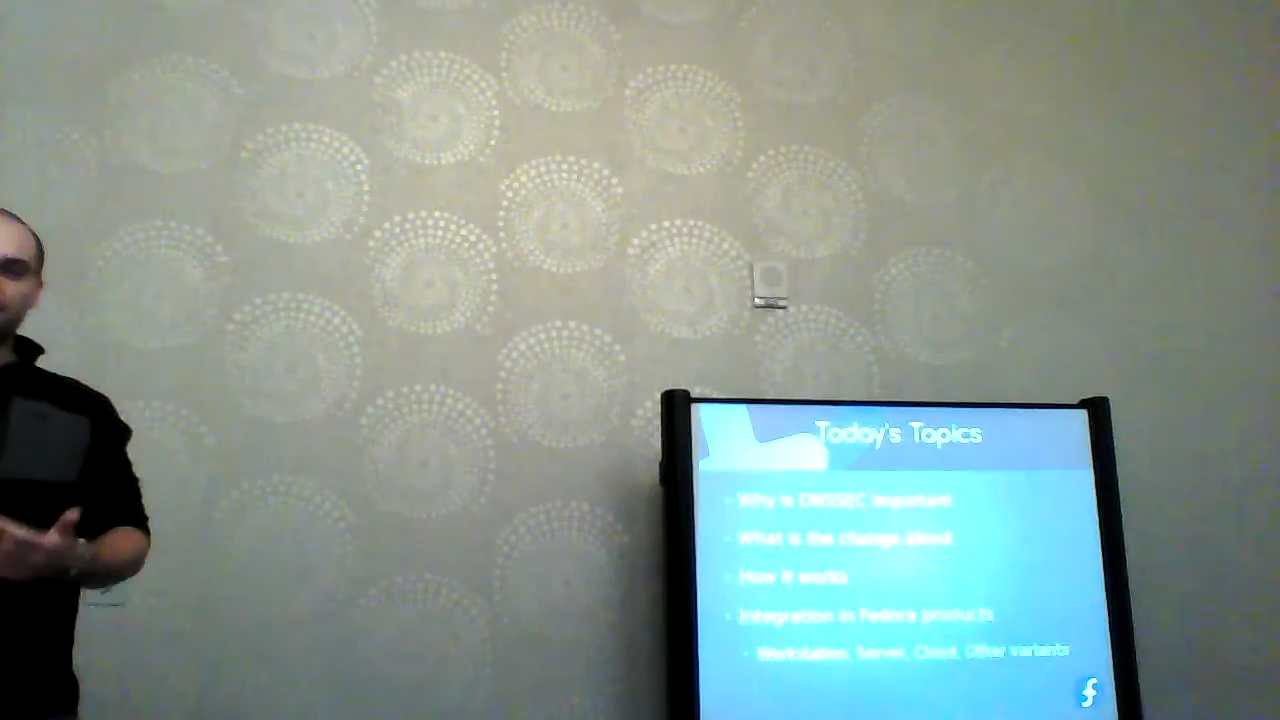 Today's Topics
Why is DNSSEC important
What is the change about
How it works
Integration in Fedora products
Workstation, Server, Cloud, Other variants